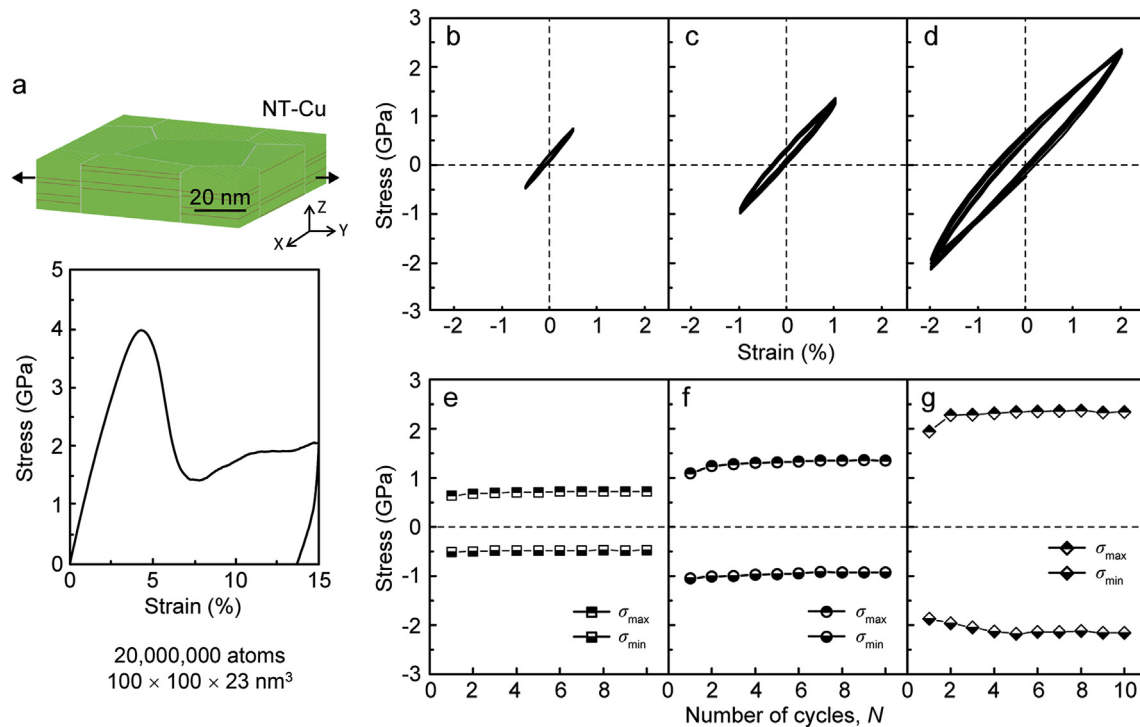 a
NT-Cu
20 nm
Z
X
Y
5
4
3
2
1
0
Stress (GPa)
0
5
10
15
Strain (%)
20,000,000 atoms
100 × 100 × 23 nm³
b
c
d
3
2
1
0
-1
-2
-3
Stress (GPa)
-2
-1
0
1
2
-2
-1
0
1
2
-2
-1
0
1
2
Strain (%)
e
f
g
3
2
1
0
-1
-2
-3
Stress (GPa)
σmax
σmin
σmax
σmin
σmax
σmin
0
2
4
6
8
0
2
4
6
8
0
2
4
6
8
10
Number of cycles, N